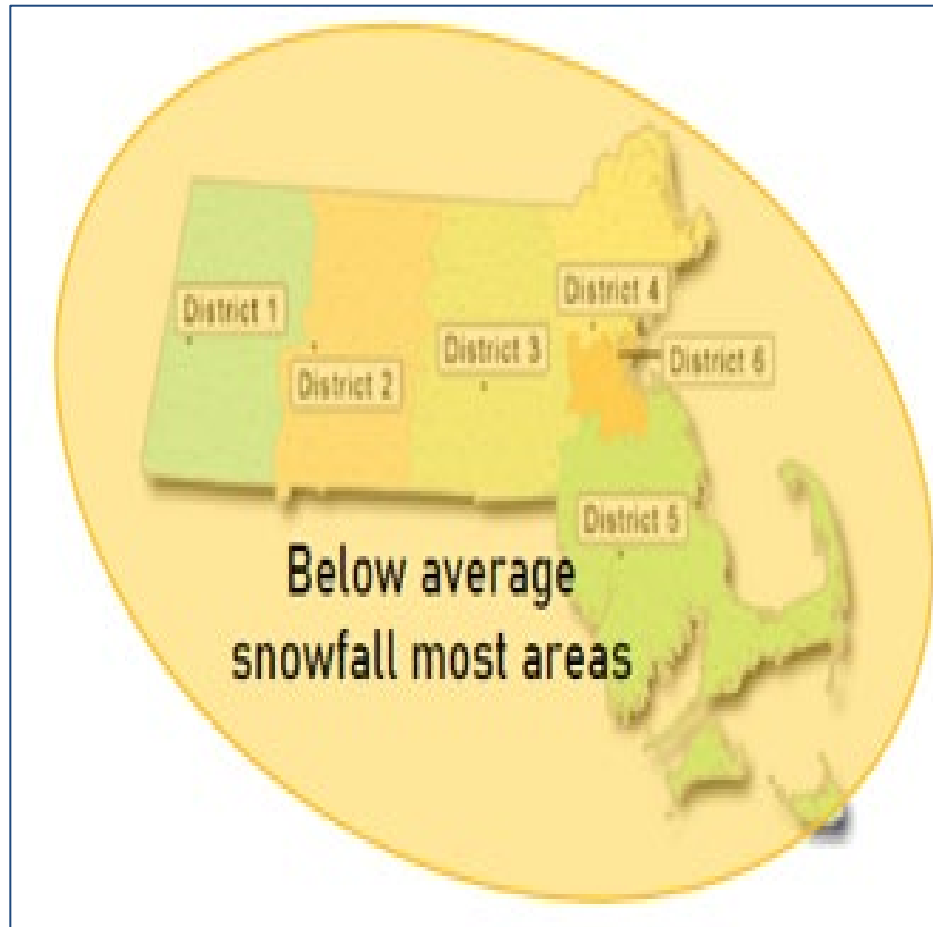 District 4
District 1
District 3
District 6
District 2
District 5
Below average
snowfall most areas